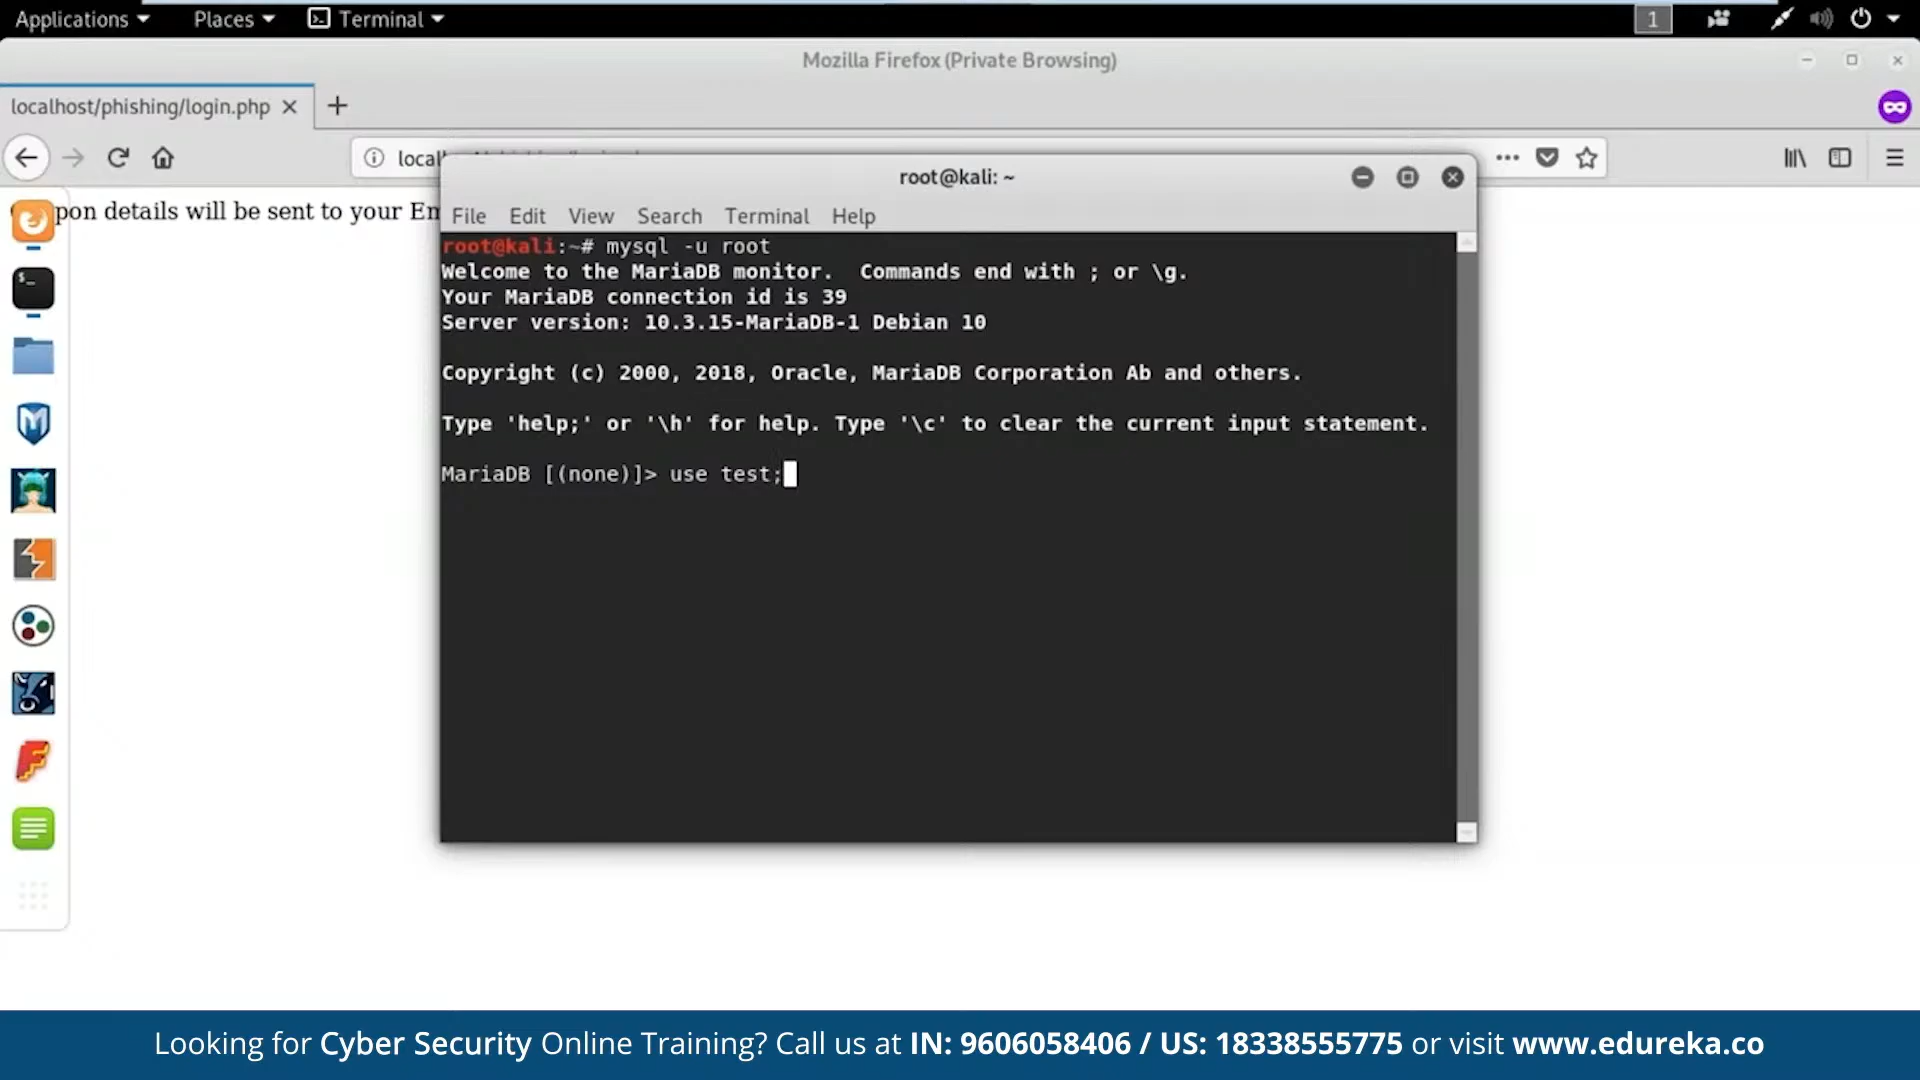 Applications Places Terminal 1
Mozilla Firefox (Private Browsing)
localhost/phishing/login.php
root@kali: ~
File Edit View Search Terminal Help
pon details will be sent to your Em
root@kali:~# mysql -u root
Welcome to the MariaDB monitor.  Commands end with ; or \g.
Your MariaDB connection id is 39
Server version: 10.3.15-MariaDB-1 Debian 10
Copyright (c) 2000, 2018, Oracle, MariaDB Corporation Ab and others.
Type 'help;' or '\h' for help. Type '\c' to clear the current input statement.
MariaDB [(none)]> use test;
Looking for Cyber Security Online Training? Call us at IN: 9606058406 / US: 18338555775 or visit www.edureka.co